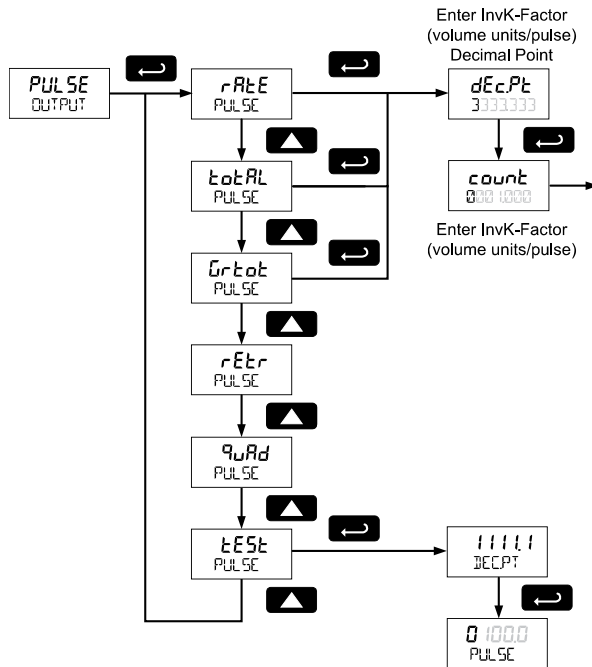 Enter InvK-Factor
(volume units/pulse)
Decimal Point
PULSE
OUTPUT
rAtE
PULSE
dEc.Pt
3333.333
totAL
PULSE
count
0001.000
Enter InvK-Factor
(volume units/pulse)
Grtot
PULSE
rEtr
PULSE
quAd
PULSE
tESt
PULSE
1111.1
DEC.PT
0100.0
PULSE